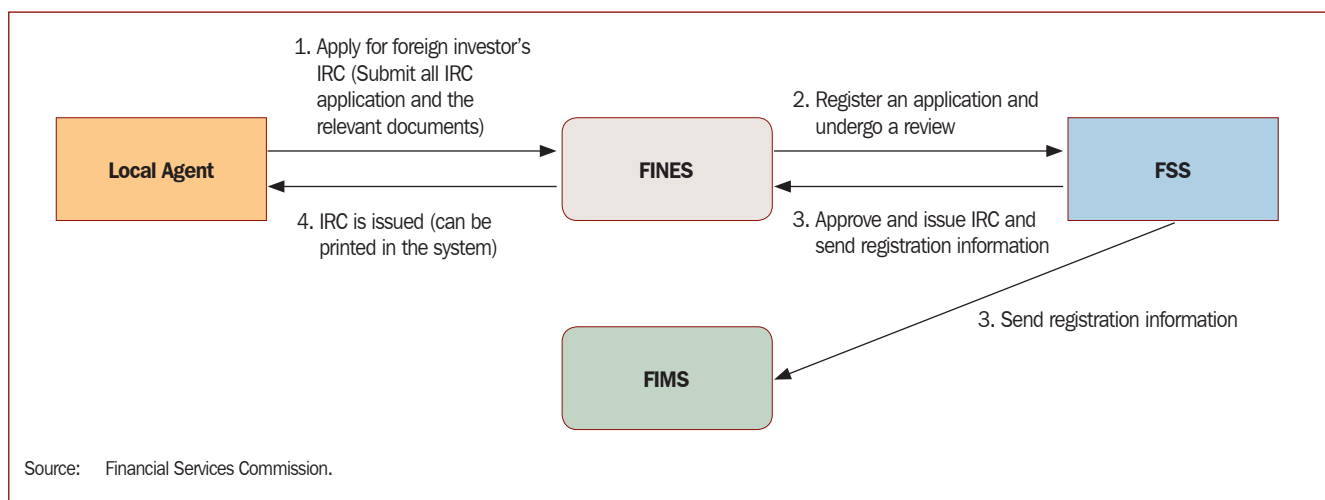 1. Apply for foreign investor's
IRC (Submit all IRC
application and the
relevant documents)
2. Register an application and
undergo a review
Local Agent
FINES
FSS
4. IRC is issued (can be
printed in the system)
3. Approve and issue IRC and
send registration information
3. Send registration information
FIMS
Source: Financial Services Commission.